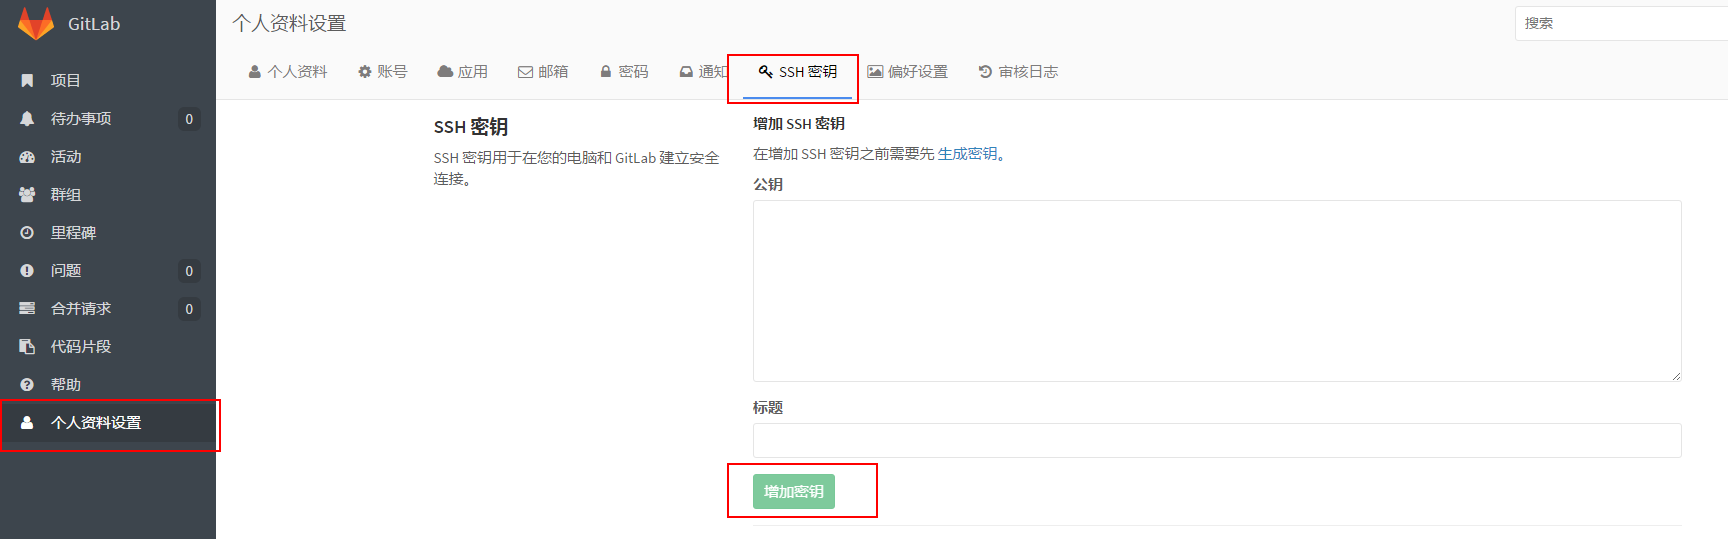 GitLab
项目
待办事项 0
活动
群组
里程碑
问题 0
合并请求 0
代码片段
帮助
个人资料设置
个人资料设置
搜索
个人资料 账号 应用 邮箱 密码 通知 SSH 密钥 偏好设置 审核日志
SSH 密钥
SSH 密钥用于在您的电脑和 GitLab 建立安全
连接。
增加 SSH 密钥
在增加 SSH 密钥之前需要先 生成密钥。
公钥
标题
增加密钥